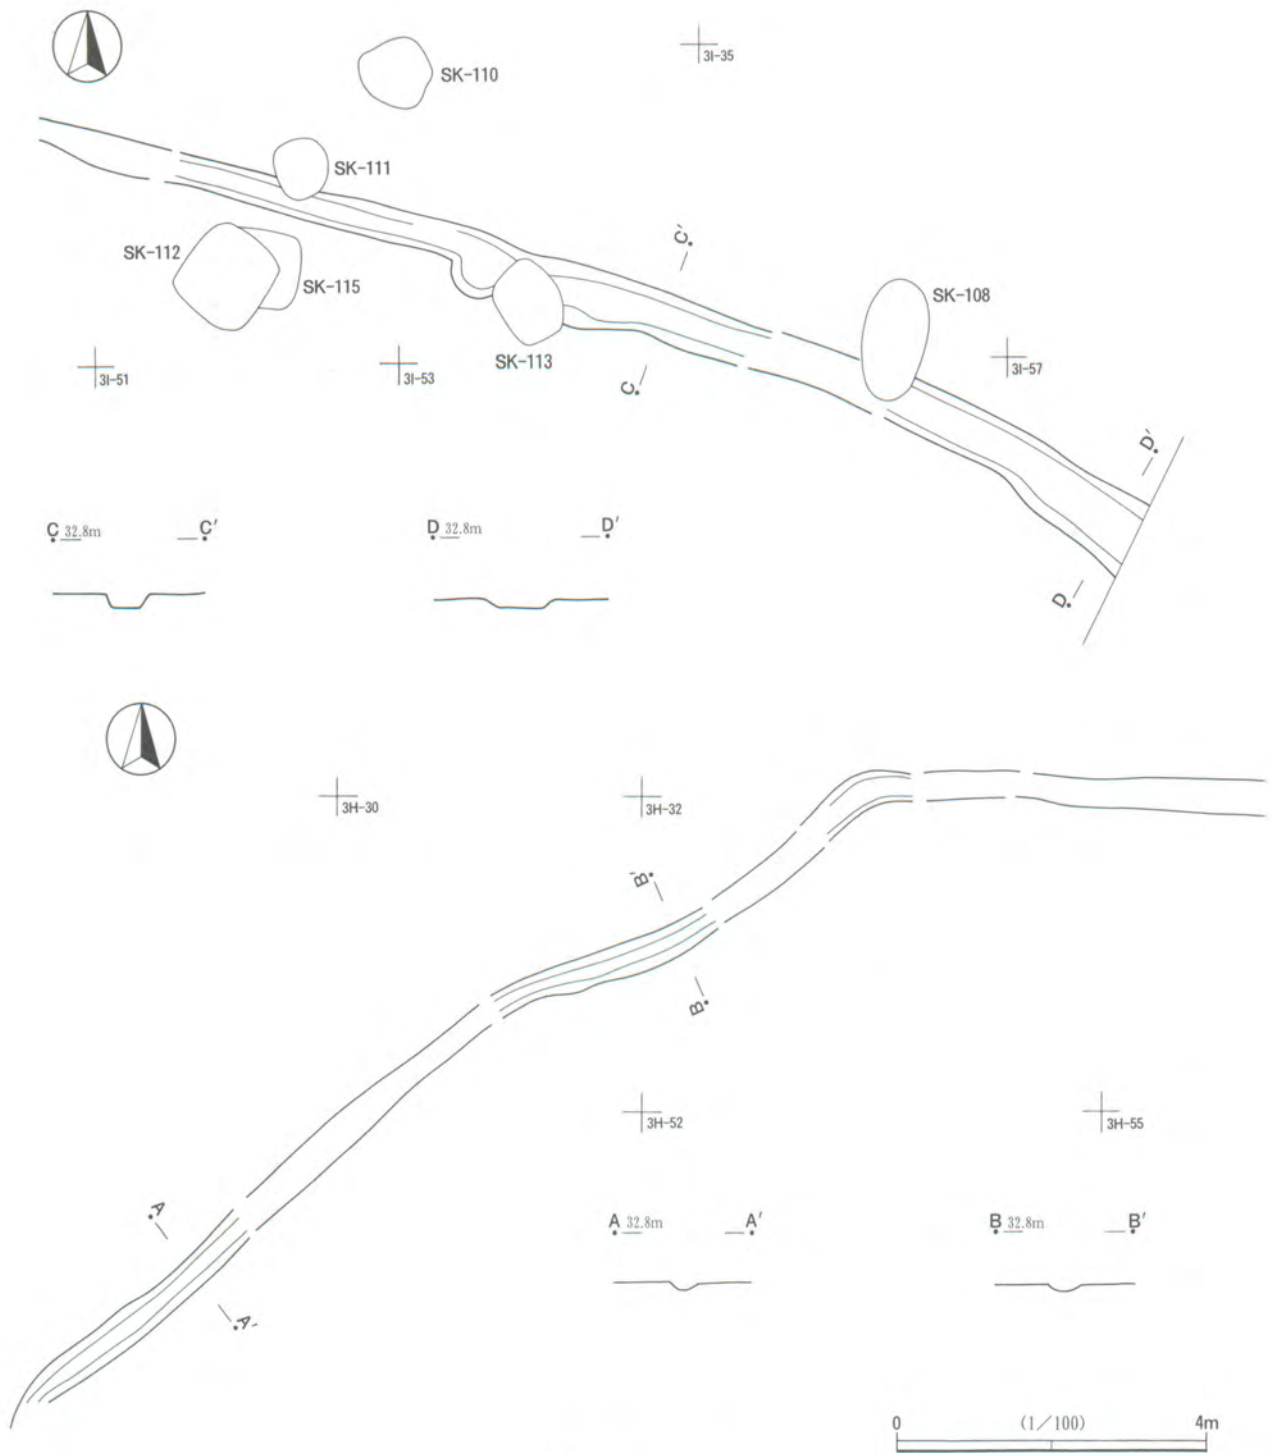 3I-35
SK-110
SK-111
SK-112
SK-115
C'
SK-108
SK-113
3I-51
3I-53
3I-57
C
D'
C 32.8m C'
D 32.8m D'
D
3H-30
3H-32
B'
B
3H-52
3H-55
A
A 32.8m A'
B 32.8m B'
A'
0 (1/100) 4m